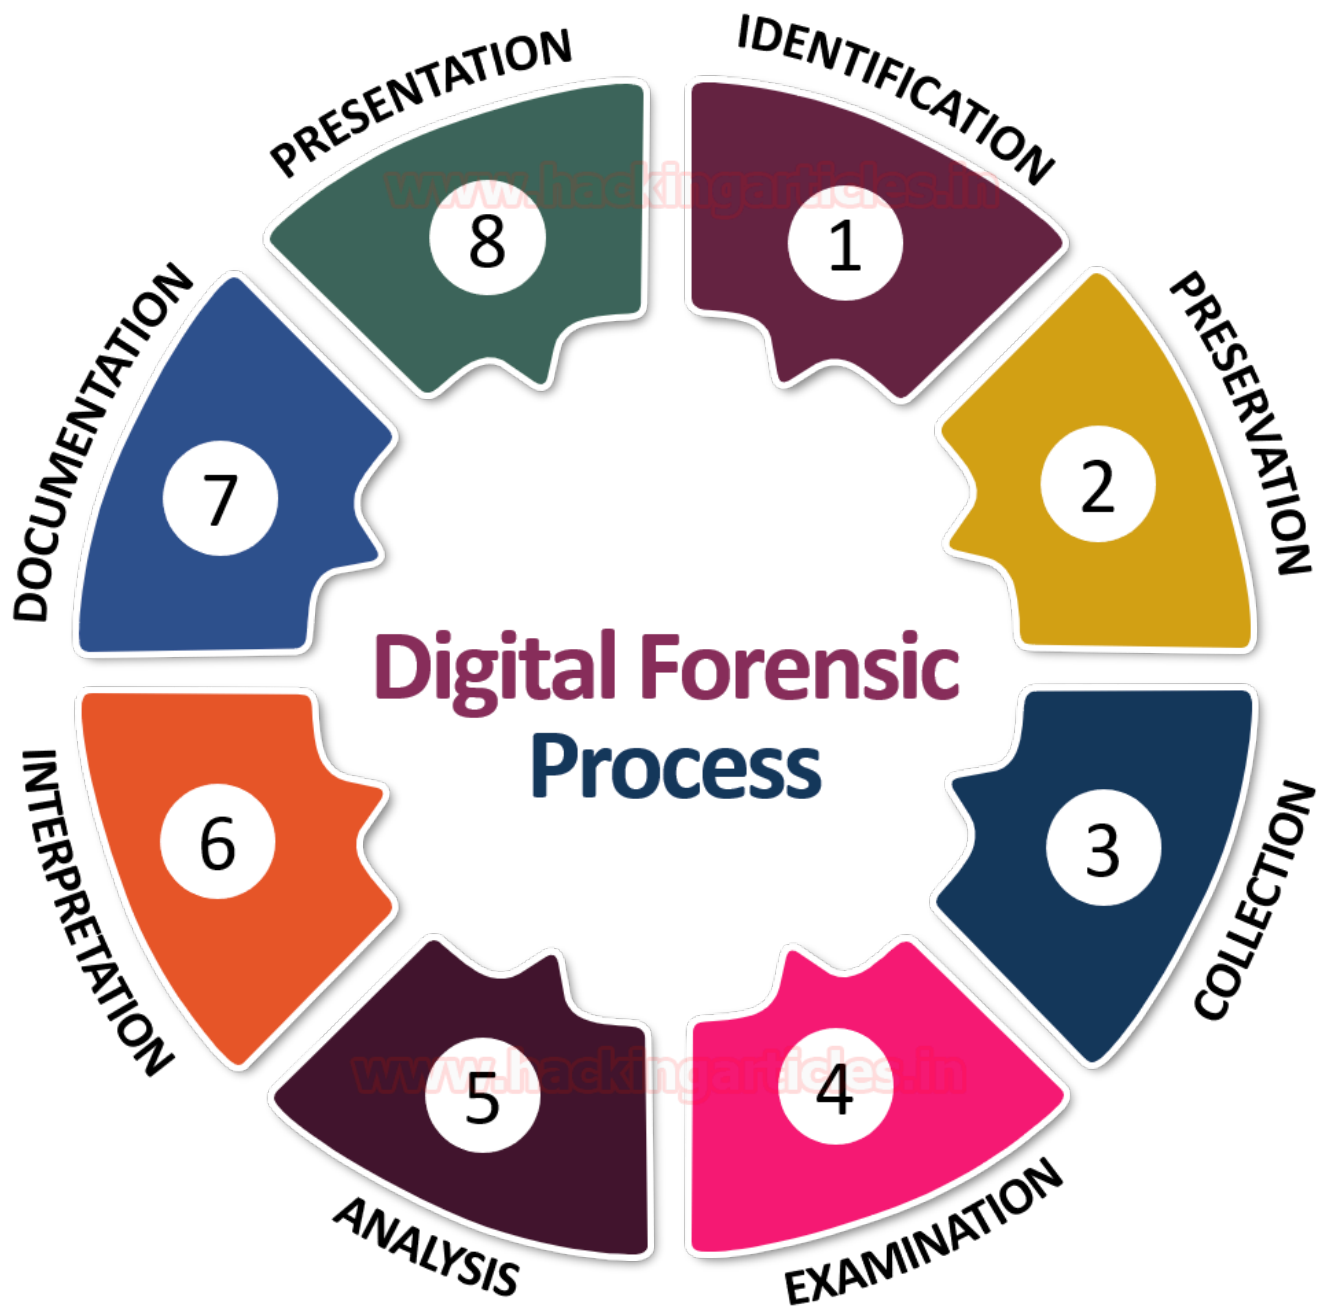 IDENTIFICATION
1
PRESERVATION
2
COLLECTION
3
EXAMINATION
4
ANALYSIS
5
INTERPRETATION
6
DOCUMENTATION
7
PRESENTATION
8
Digital Forensic
Process
www.hackingarticles.in
www.hackingarticles.in